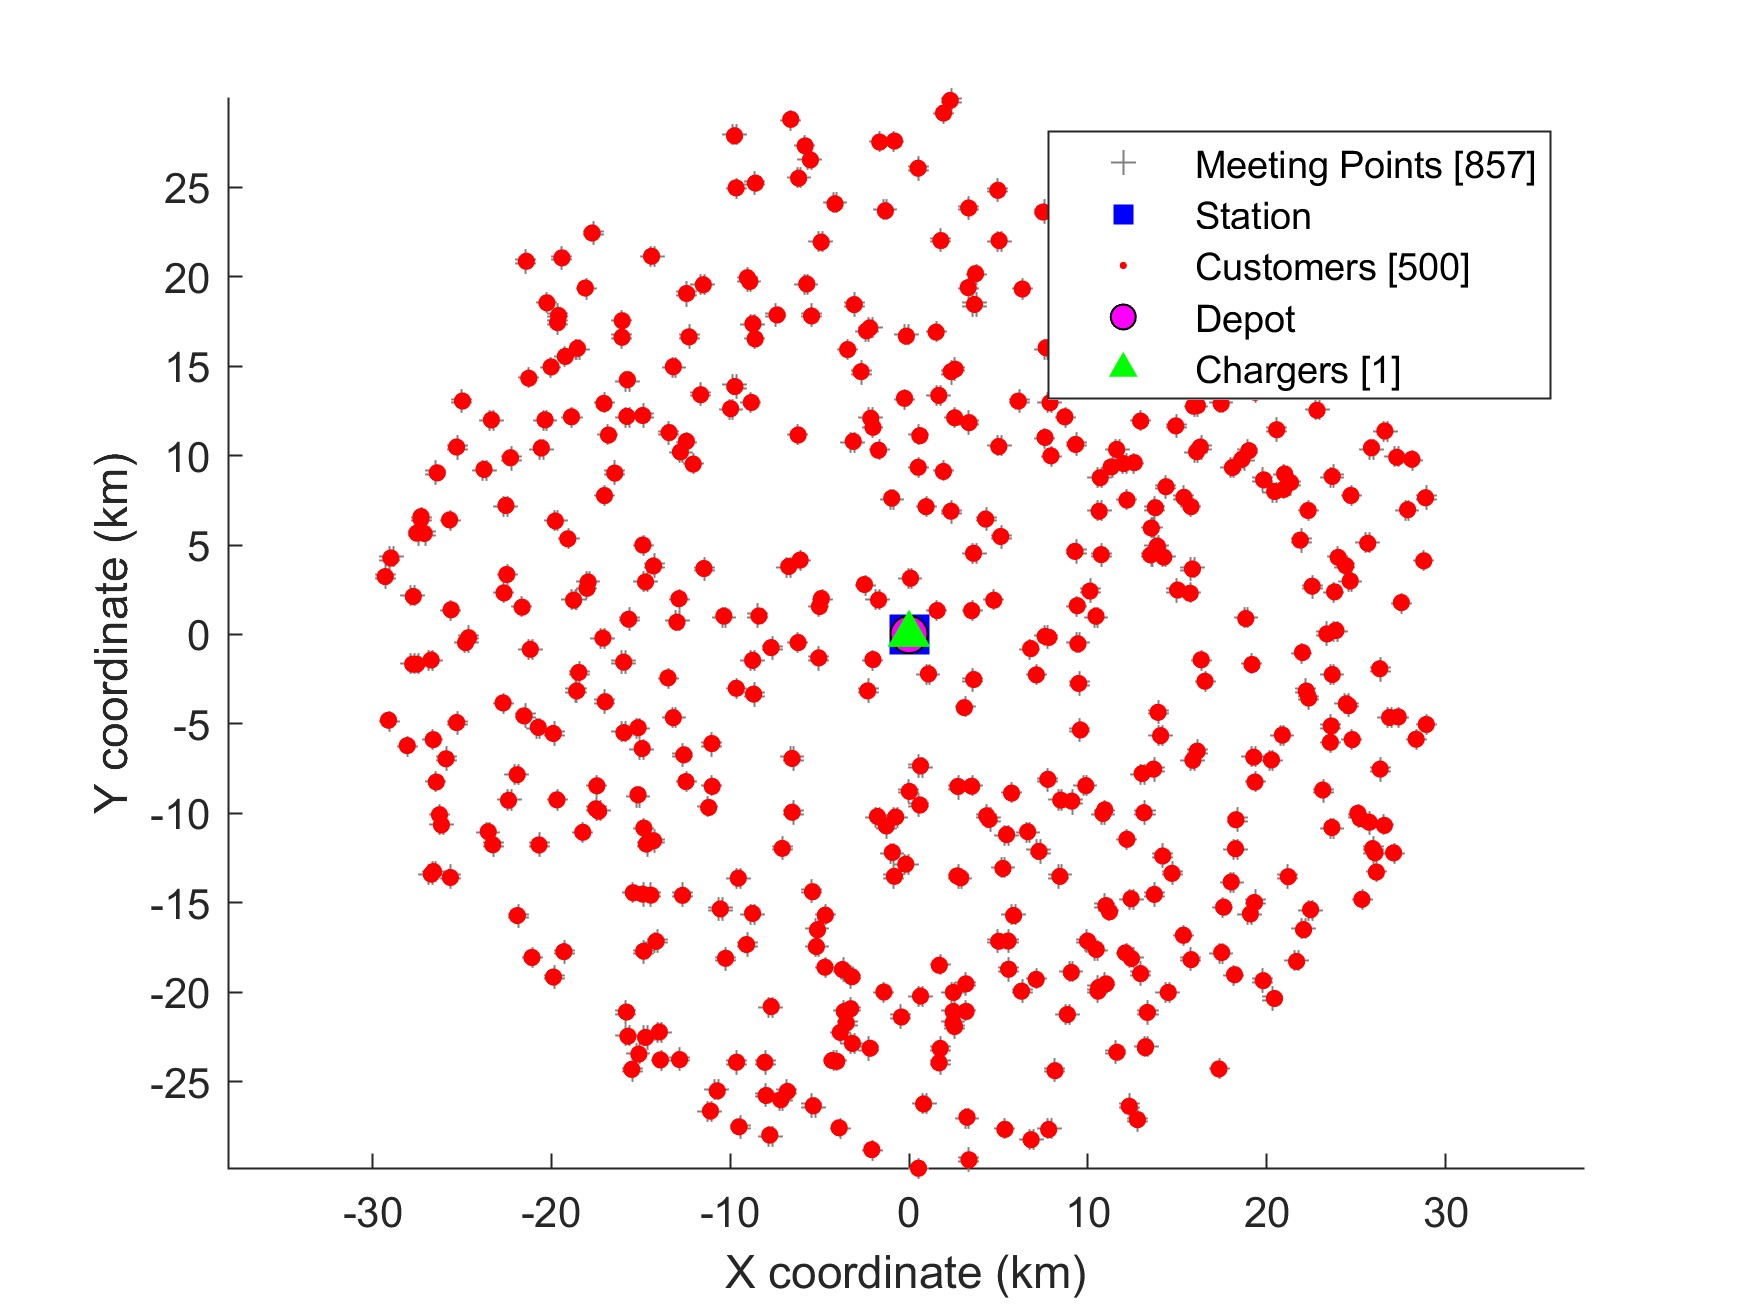 Meeting Points [857]
Station
Customers [500]
Depot
Chargers [1]
25
20
15
10
5
0
-5
-10
-15
-20
-25
Y coordinate (km)
-30 -20 -10 0 10 20 30
X coordinate (km)